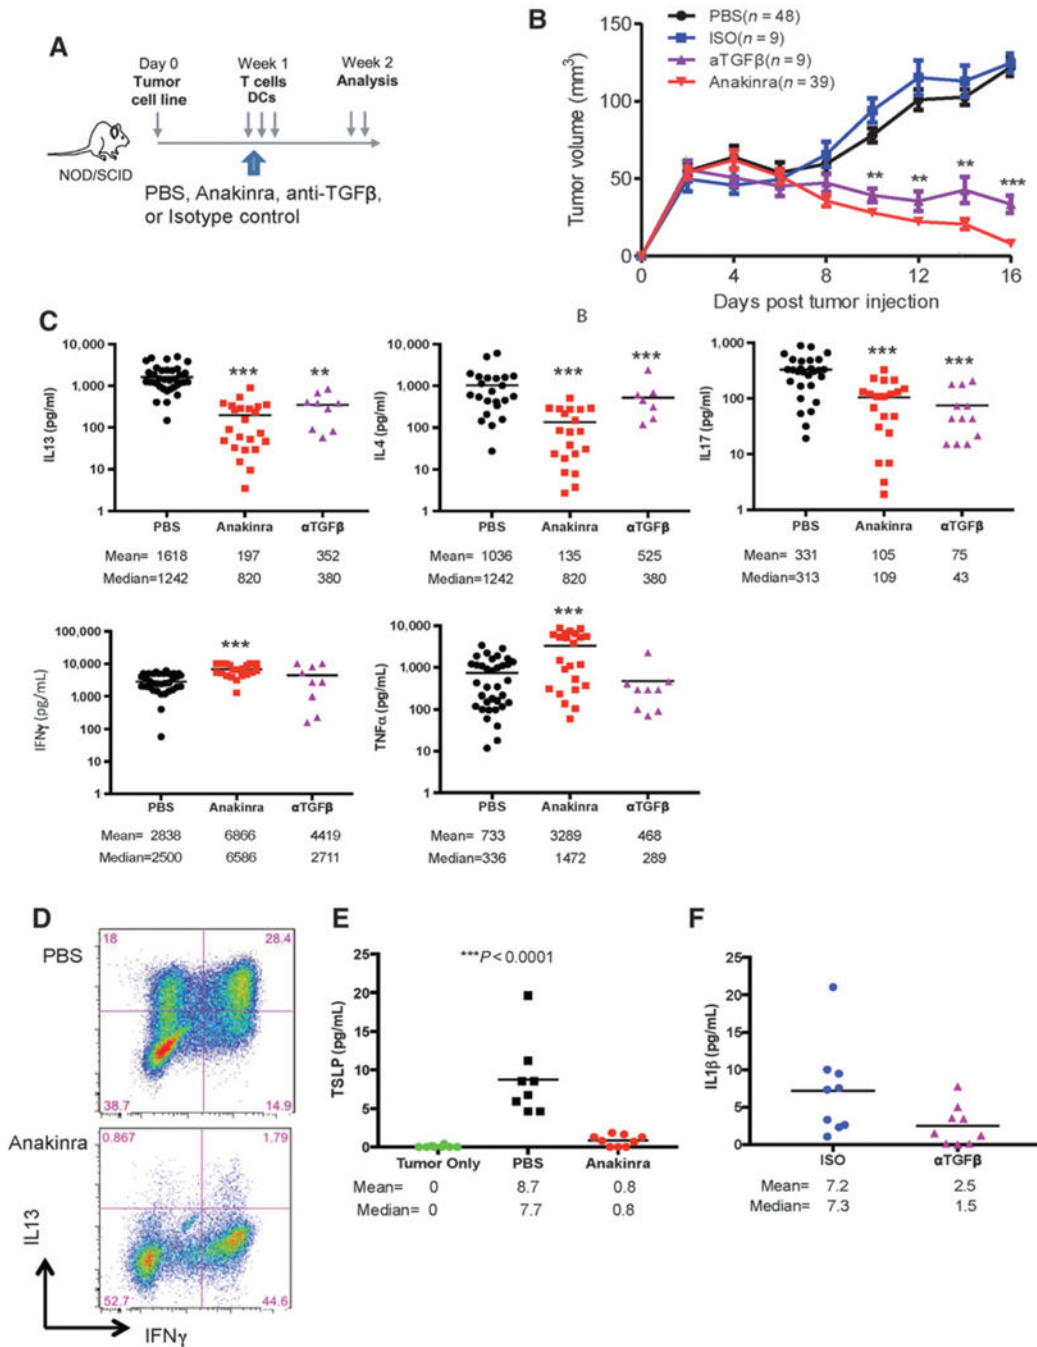 A
Day 0 Week 1 Week 2
Tumor T cells Analysis
cell line DCs
NOD/SCID
PBS, Anakinra, anti-TGFβ,
or Isotype control
B
PBS(n = 48)
ISO(n = 9)
aTGFβ(n = 9)
Anakinra(n = 39)
Tumor volume (mm3)
150
100
50
0
** ** ** ***
0 4 8 12 16
Days post tumor injection
B
C
IL13 (pg/ml)
10,000
1,000
100
10
1
*** **
PBS Anakinra αTGFβ
Mean= 1618 197 352
Median=1242 820 380
IL4 (pg/ml)
10,000
1,000
100
10
1
*** ***
PBS Anakinra αTGFβ
Mean= 1036 135 525
Median=1242 820 380
IL17 (pg/ml)
1,000
100
10
1
*** ***
PBS Anakinra αTGFβ
Mean= 331 105 75
Median=313 109 43
IFNγ (pg/mL)
100,000
10,000
1,000
100
10
1
***
PBS Anakinra αTGFβ
Mean= 2838 6866 4419
Median=2500 6586 2711
TNFα (pg/mL)
10,000
1,000
100
10
1
***
PBS Anakinra αTGFβ
Mean= 733 3289 468
Median= 336 1472 289
D
PBS
18 28.4
38.7 14.9
Anakinra
0.867 1.79
52.7 44.6
IL13
IFNγ
E
***P < 0.0001
TSLP (pg/mL)
25
20
15
10
5
0
Tumor Only PBS Anakinra
Mean= 0 8.7 0.8
Median= 0 7.7 0.8
F
IL1β (pg/mL)
25
20
15
10
5
0
ISO αTGFβ
Mean= 7.2 2.5
Median= 7.3 1.5